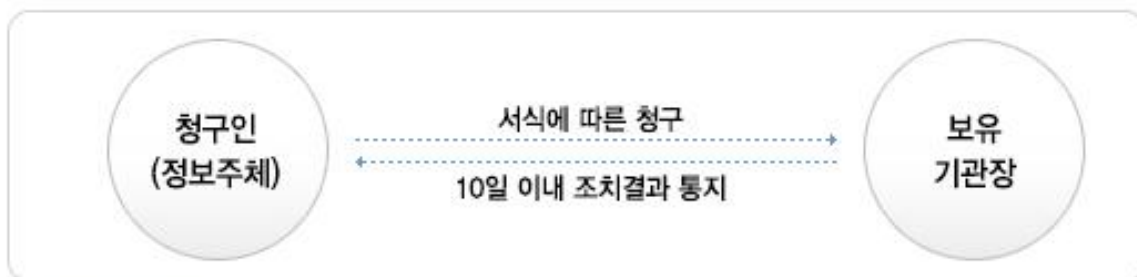 청구인
(정보주체)
서식에 따른 청구
10일 이내 조치결과 통지
보유
기관장